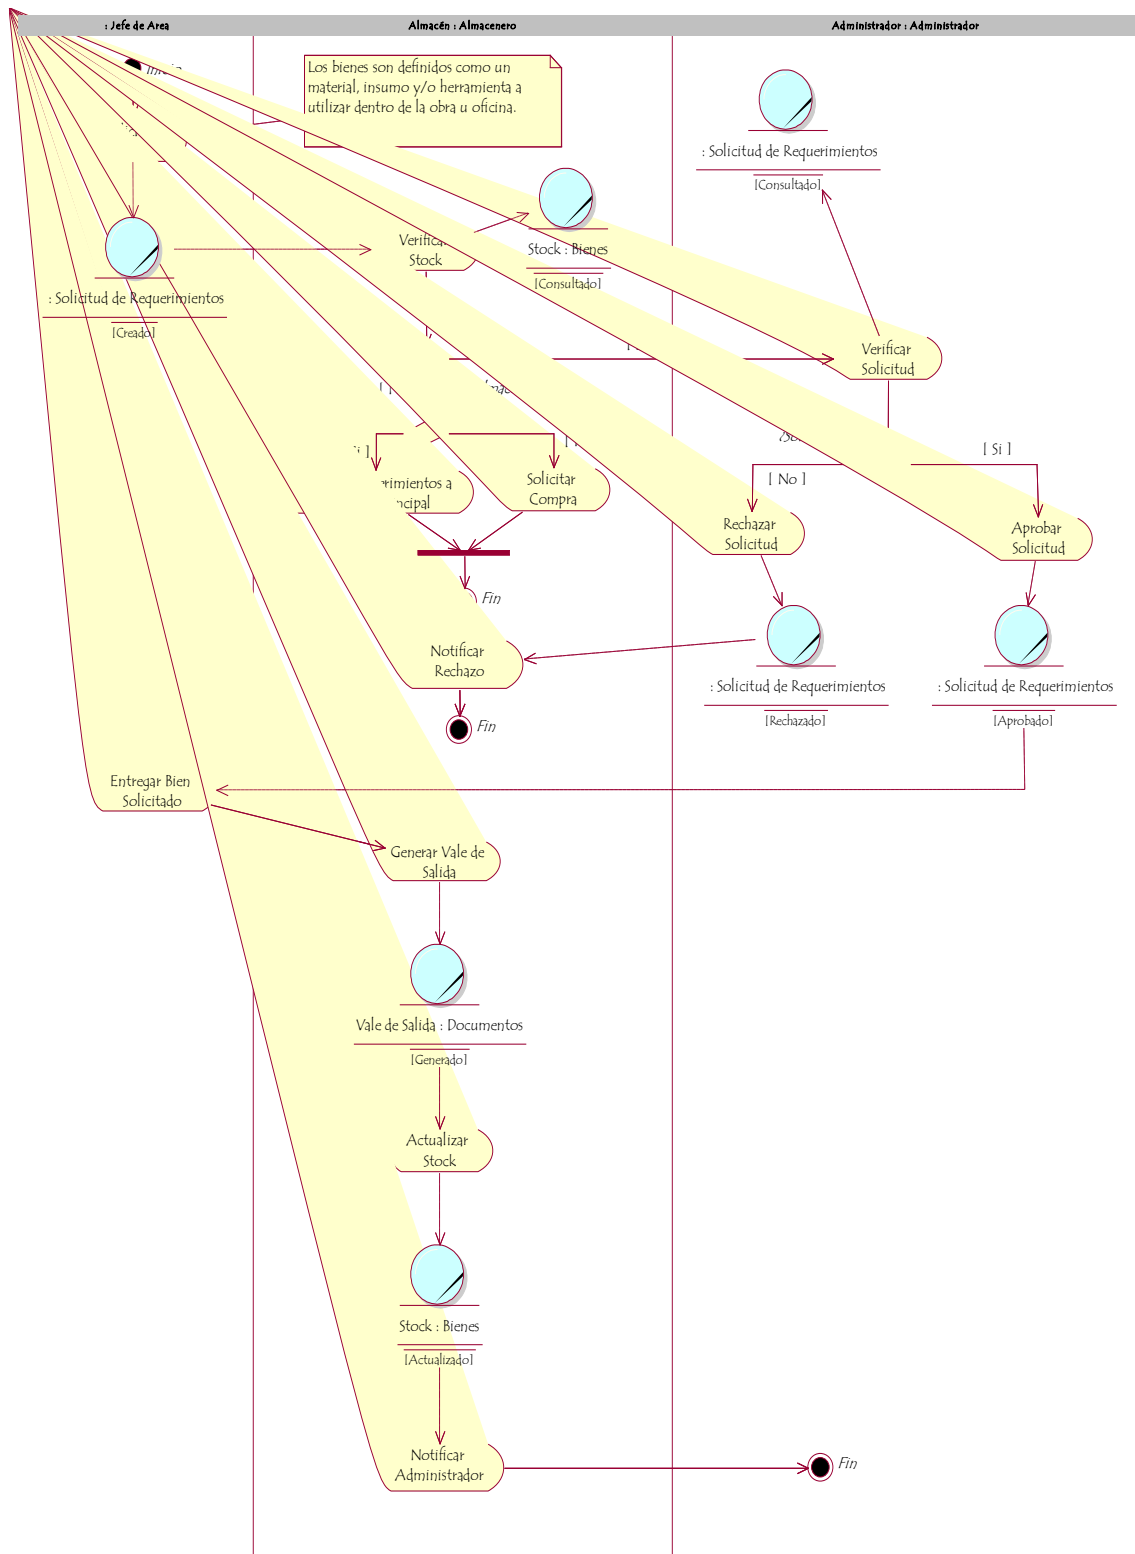 : Jefe de Area
Almacén : Almacenero
Administrador : Administrador
Los bienes son definidos como un
material, insumo y/o herramienta a
utilizar dentro de la obra u oficina.
: Solicitud de Requerimientos
[Consultado]
Stock
Stock : Bienes
[Consultado]
: Solicitud de Requerimientos
[Creado]
Verificar
Solicitud
[ Si ]
[ No ]
Solicitar
Compra
Rechazar
Solicitud
Aprobar
Solicitud
Fin
Notificar
Rechazo
: Solicitud de Requerimientos
[Rechazado]
: Solicitud de Requerimientos
[Aprobado]
Fin
Entregar Bien
Solicitado
Generar Vale de
Salida
Vale de Salida : Documentos
[Generado]
Actualizar
Stock
Stock : Bienes
[Actualizado]
Notificar
Administrador
Fin